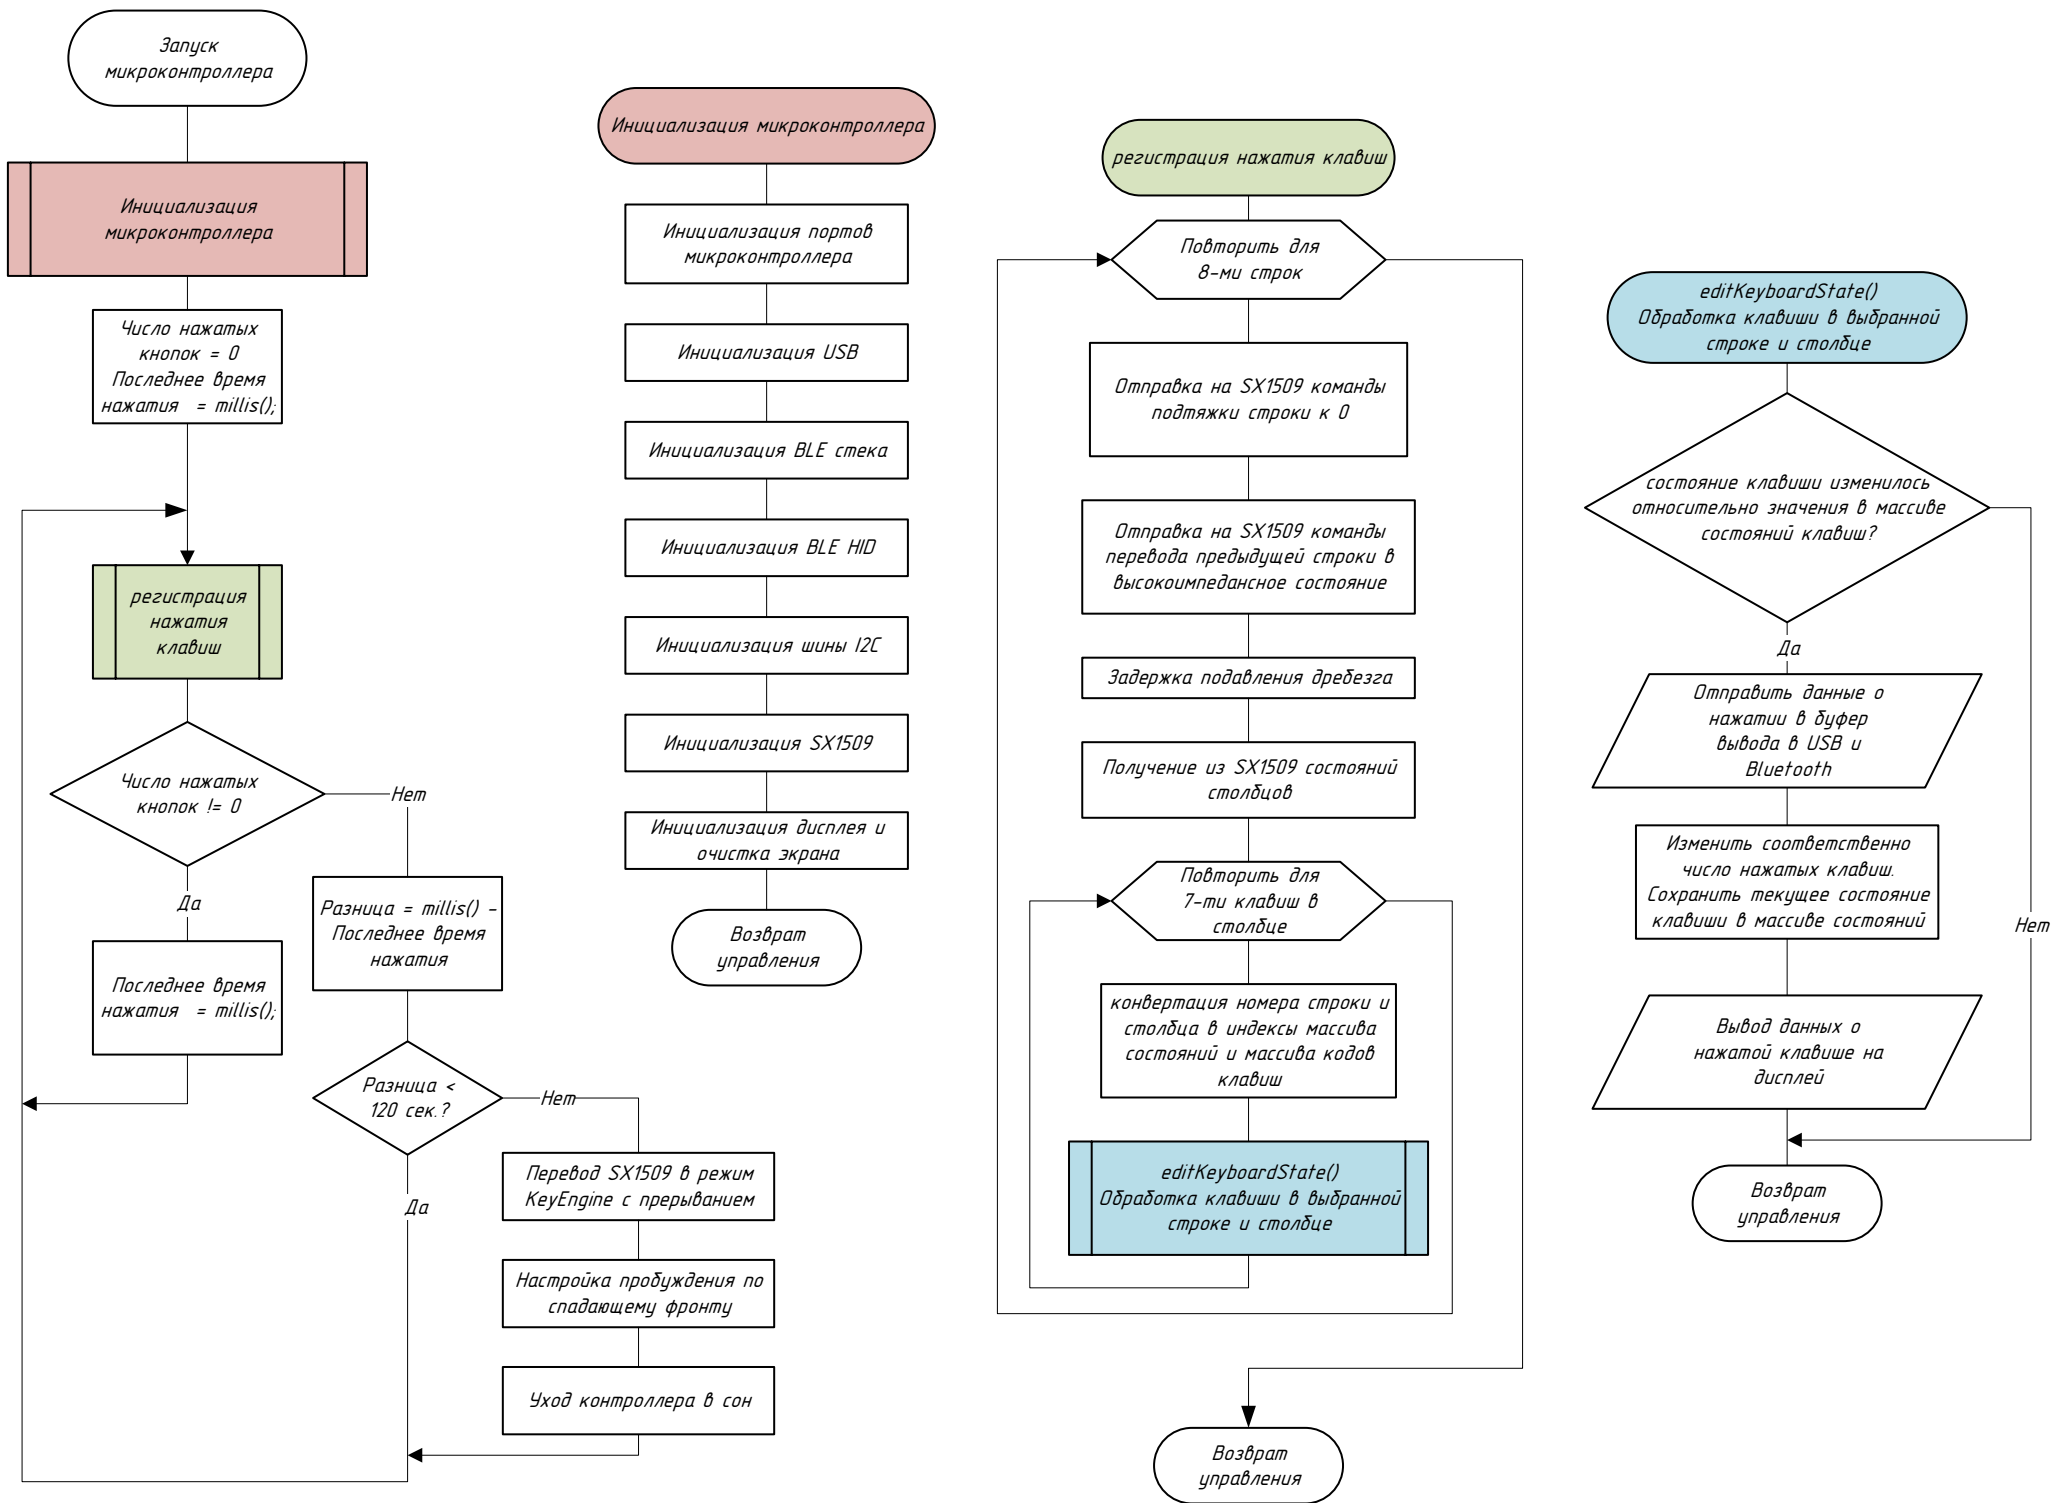 Запуск
микроконтроллера
Инициализация
микроконтроллера
Число нажатых
кнопок = 0
Последнее время
нажатия = millis();
регистрация
нажатия
клавиш
Число нажатых
кнопок != 0
Нет
Да
Последнее время
нажатия = millis();
Разница = millis() -
Последнее время
нажатия
Разница <
120 сек.?
Нет
Да
Перевод SX1509 в режим
KeyEngine с прерыванием
Настройка пробуждения по
спадающему фронту
Уход контроллера в сон
Инициализация микроконтроллера
Инициализация портов
микроконтроллера
Инициализация USB
Инициализация BLE стека
Инициализация BLE HID
Инициализация шины I2C
Инициализация SX1509
Инициализация дисплея и
очистка экрана
Возврат
управления
регистрация нажатия клавиш
Повторить для
8-ми строк
Отправка на SX1509 команды
подтяжки строки к 0
Отправка на SX1509 команды
перевода предыдущей строки в
высокоимпедансное состояние
Задержка подавления дребезга
Получение из SX1509 состояний
столбцов
Повторить для
7-ти клавиш в
столбце
конвертация номера строки и
столбца в индексы массива
состояний и массива кодов
клавиш
editKeyboardState()
Обработка клавиши в выбранной
строке и столбце
Возврат
управления
editKeyboardState()
Обработка клавиши в выбранной
строке и столбце
состояние клавиши изменилось
относительно значения в массиве
состояний клавиш?
Да
Отправить данные о
нажатии в буфер
вывода в USB и
Bluetooth
Изменить соответственно
число нажатых клавиш.
Сохранить текущее состояние
клавиши в массиве состояний
Нет
Вывод данных о
нажатой клавише на
дисплей
Возврат
управления